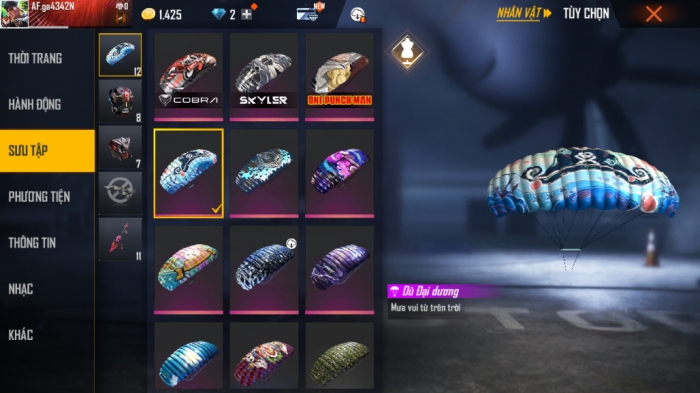 AF.ga4342N
0
1.425
2
NEW
NHÂN VẬT
TÙY CHỌN
THỜI TRANG
HÀNH ĐỘNG
SƯU TẬP
PHƯƠNG TIỆN
THÔNG TIN
NHẠC
KHÁC
12
8
7
11
COBRA
SKYLER
ONE PUNCH MAN
Dù Đại dương
Mưa vui từ trên trời